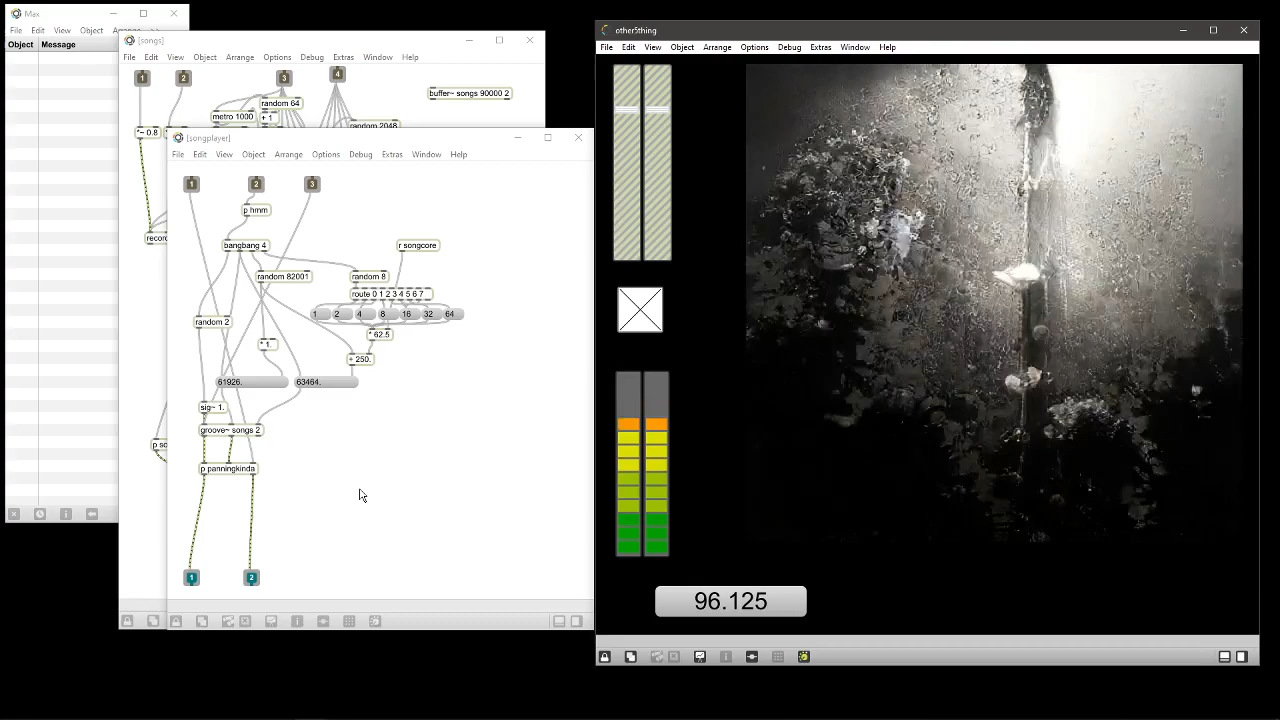 Max
File Edit View Object Arrange >>
Object Message
[songs]
File Edit View Object Arrange Options Debug Extras Window Help
1 2 3 4
random 64
metro 1000
+ 1
buffer~ songs 90000 2
random 2048
*~ 0.8
recor
p so
[songplayer]
File Edit View Object Arrange Options Debug Extras Window Help
1 2 3
p hmm
bangbang 4
r songcore
random 82001
random 8
route 0 1 2 3 4 5 6 7
1 2 4 8 16 32 64
random 2
* 62.5
* 1.
+ 250.
61926. 63464.
sig~ 1.
groove~ songs 2
p panningkinda
1 2
other5thing
File Edit View Object Arrange Options Debug Extras Window Help
96.125